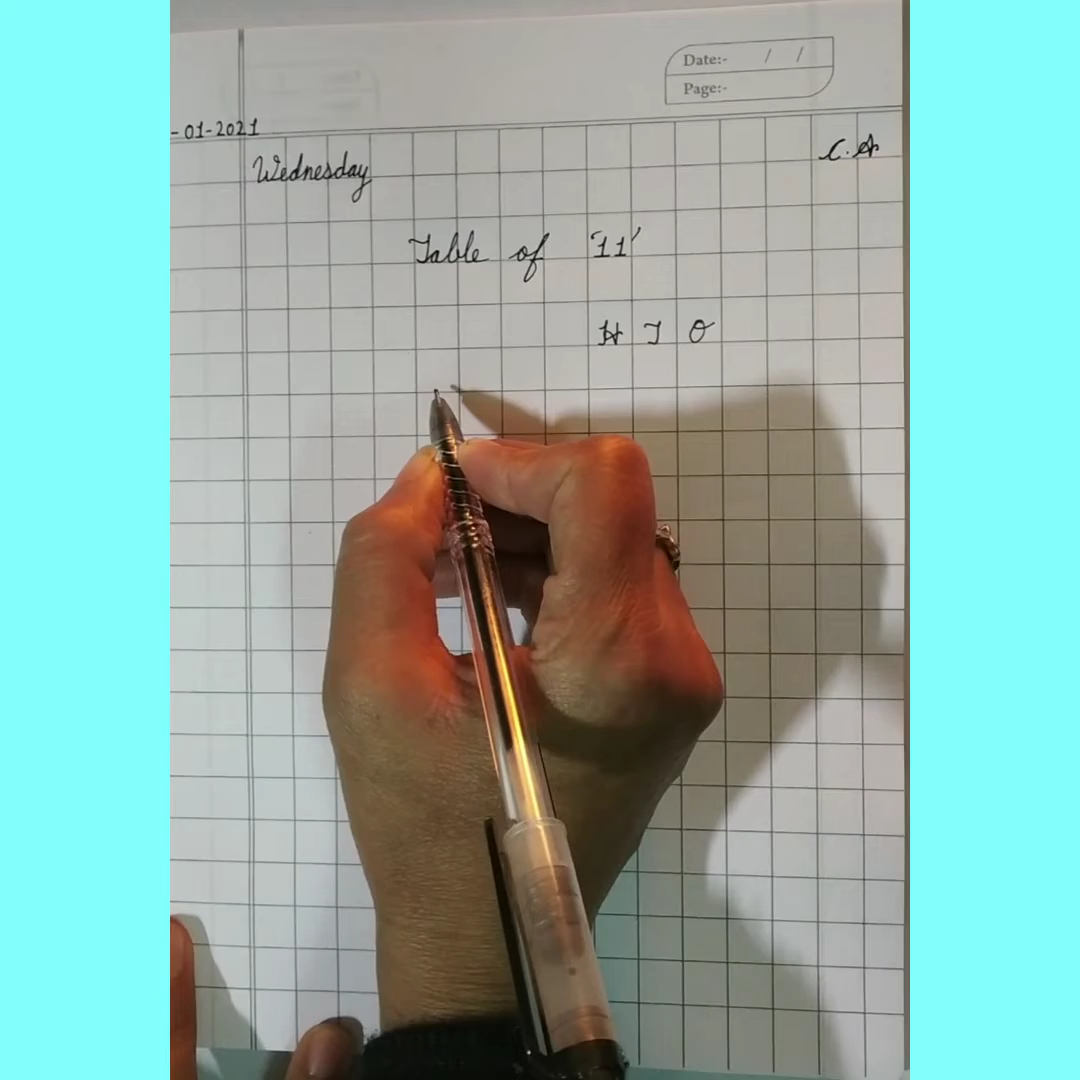 Date:- / /
Page:-
-01-2021
Wednesday C.A
Table of '11'
H T O